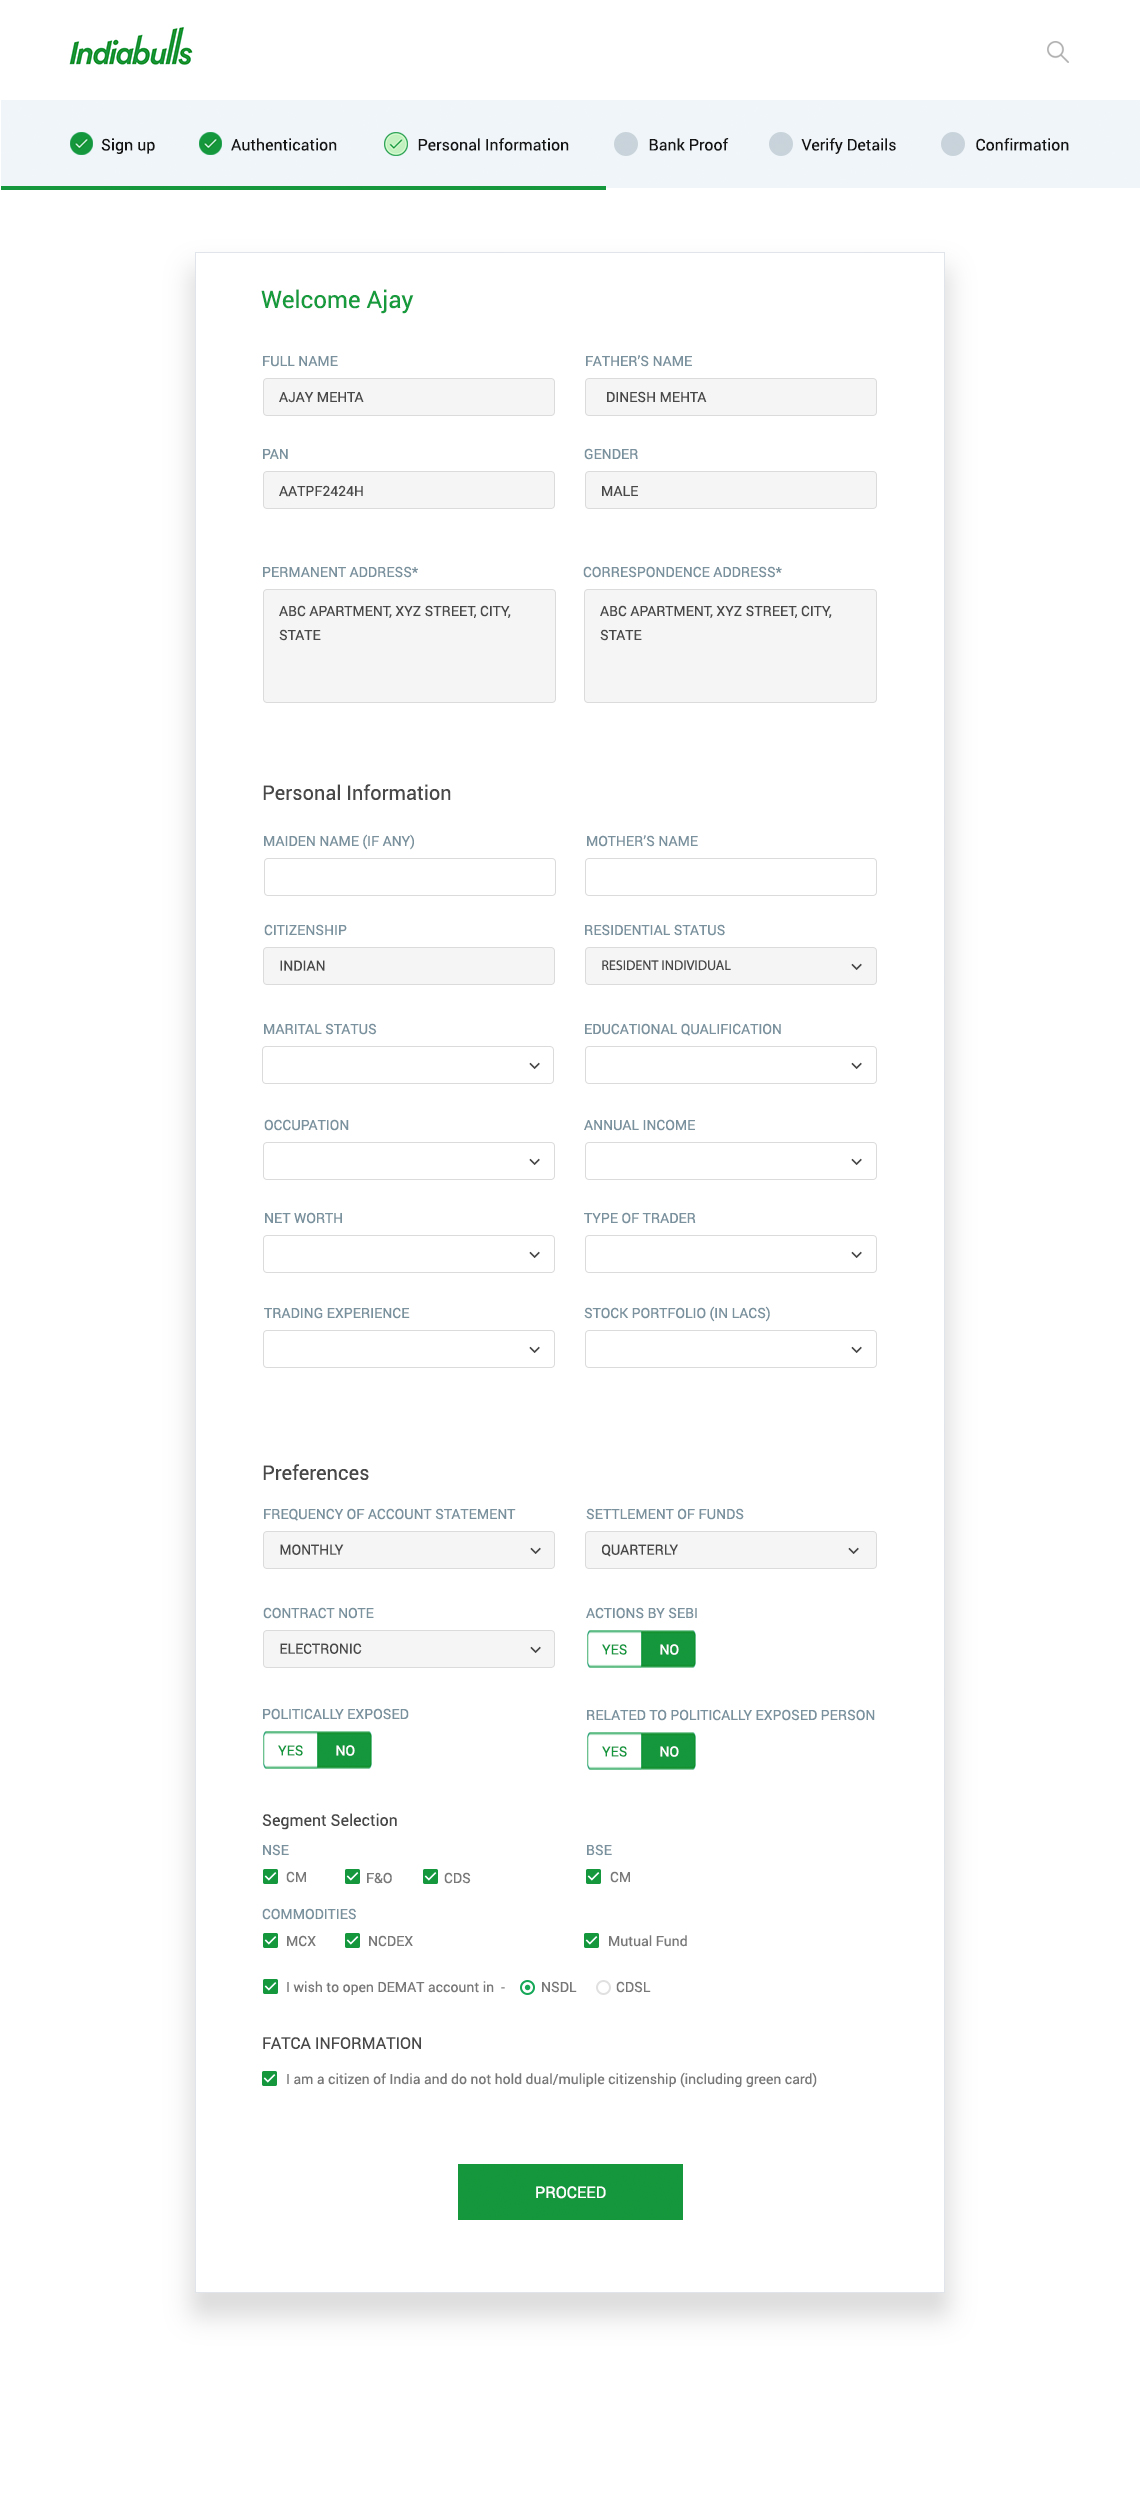 Indiabulls
Sign up Authentication Personal Information Bank Proof Verify Details Confirmation
Welcome Ajay
FULL NAME FATHER'S NAME
AJAY MEHTA DINESH MEHTA
PAN GENDER
AATPF2424H MALE
PERMANENT ADDRESS* CORRESPONDENCE ADDRESS*
ABC APARTMENT, XYZ STREET, CITY, ABC APARTMENT, XYZ STREET, CITY,
STATE STATE
Personal Information
MAIDEN NAME (IF ANY) MOTHER'S NAME
CITIZENSHIP RESIDENTIAL STATUS
INDIAN RESIDENT INDIVIDUAL
MARITAL STATUS EDUCATIONAL QUALIFICATION
OCCUPATION ANNUAL INCOME
NET WORTH TYPE OF TRADER
TRADING EXPERIENCE STOCK PORTFOLIO (IN LACS)
Preferences
FREQUENCY OF ACCOUNT STATEMENT SETTLEMENT OF FUNDS
MONTHLY QUARTERLY
CONTRACT NOTE ACTIONS BY SEBI
ELECTRONIC YES NO
POLITICALLY EXPOSED RELATED TO POLITICALLY EXPOSED PERSON
YES NO YES NO
Segment Selection
NSE BSE
CM F&O CDS CM
COMMODITIES
MCX NCDEX Mutual Fund
I wish to open DEMAT account in - NSDL CDSL
FATCA INFORMATION
I am a citizen of India and do not hold dual/muliple citizenship (including green card)
PROCEED